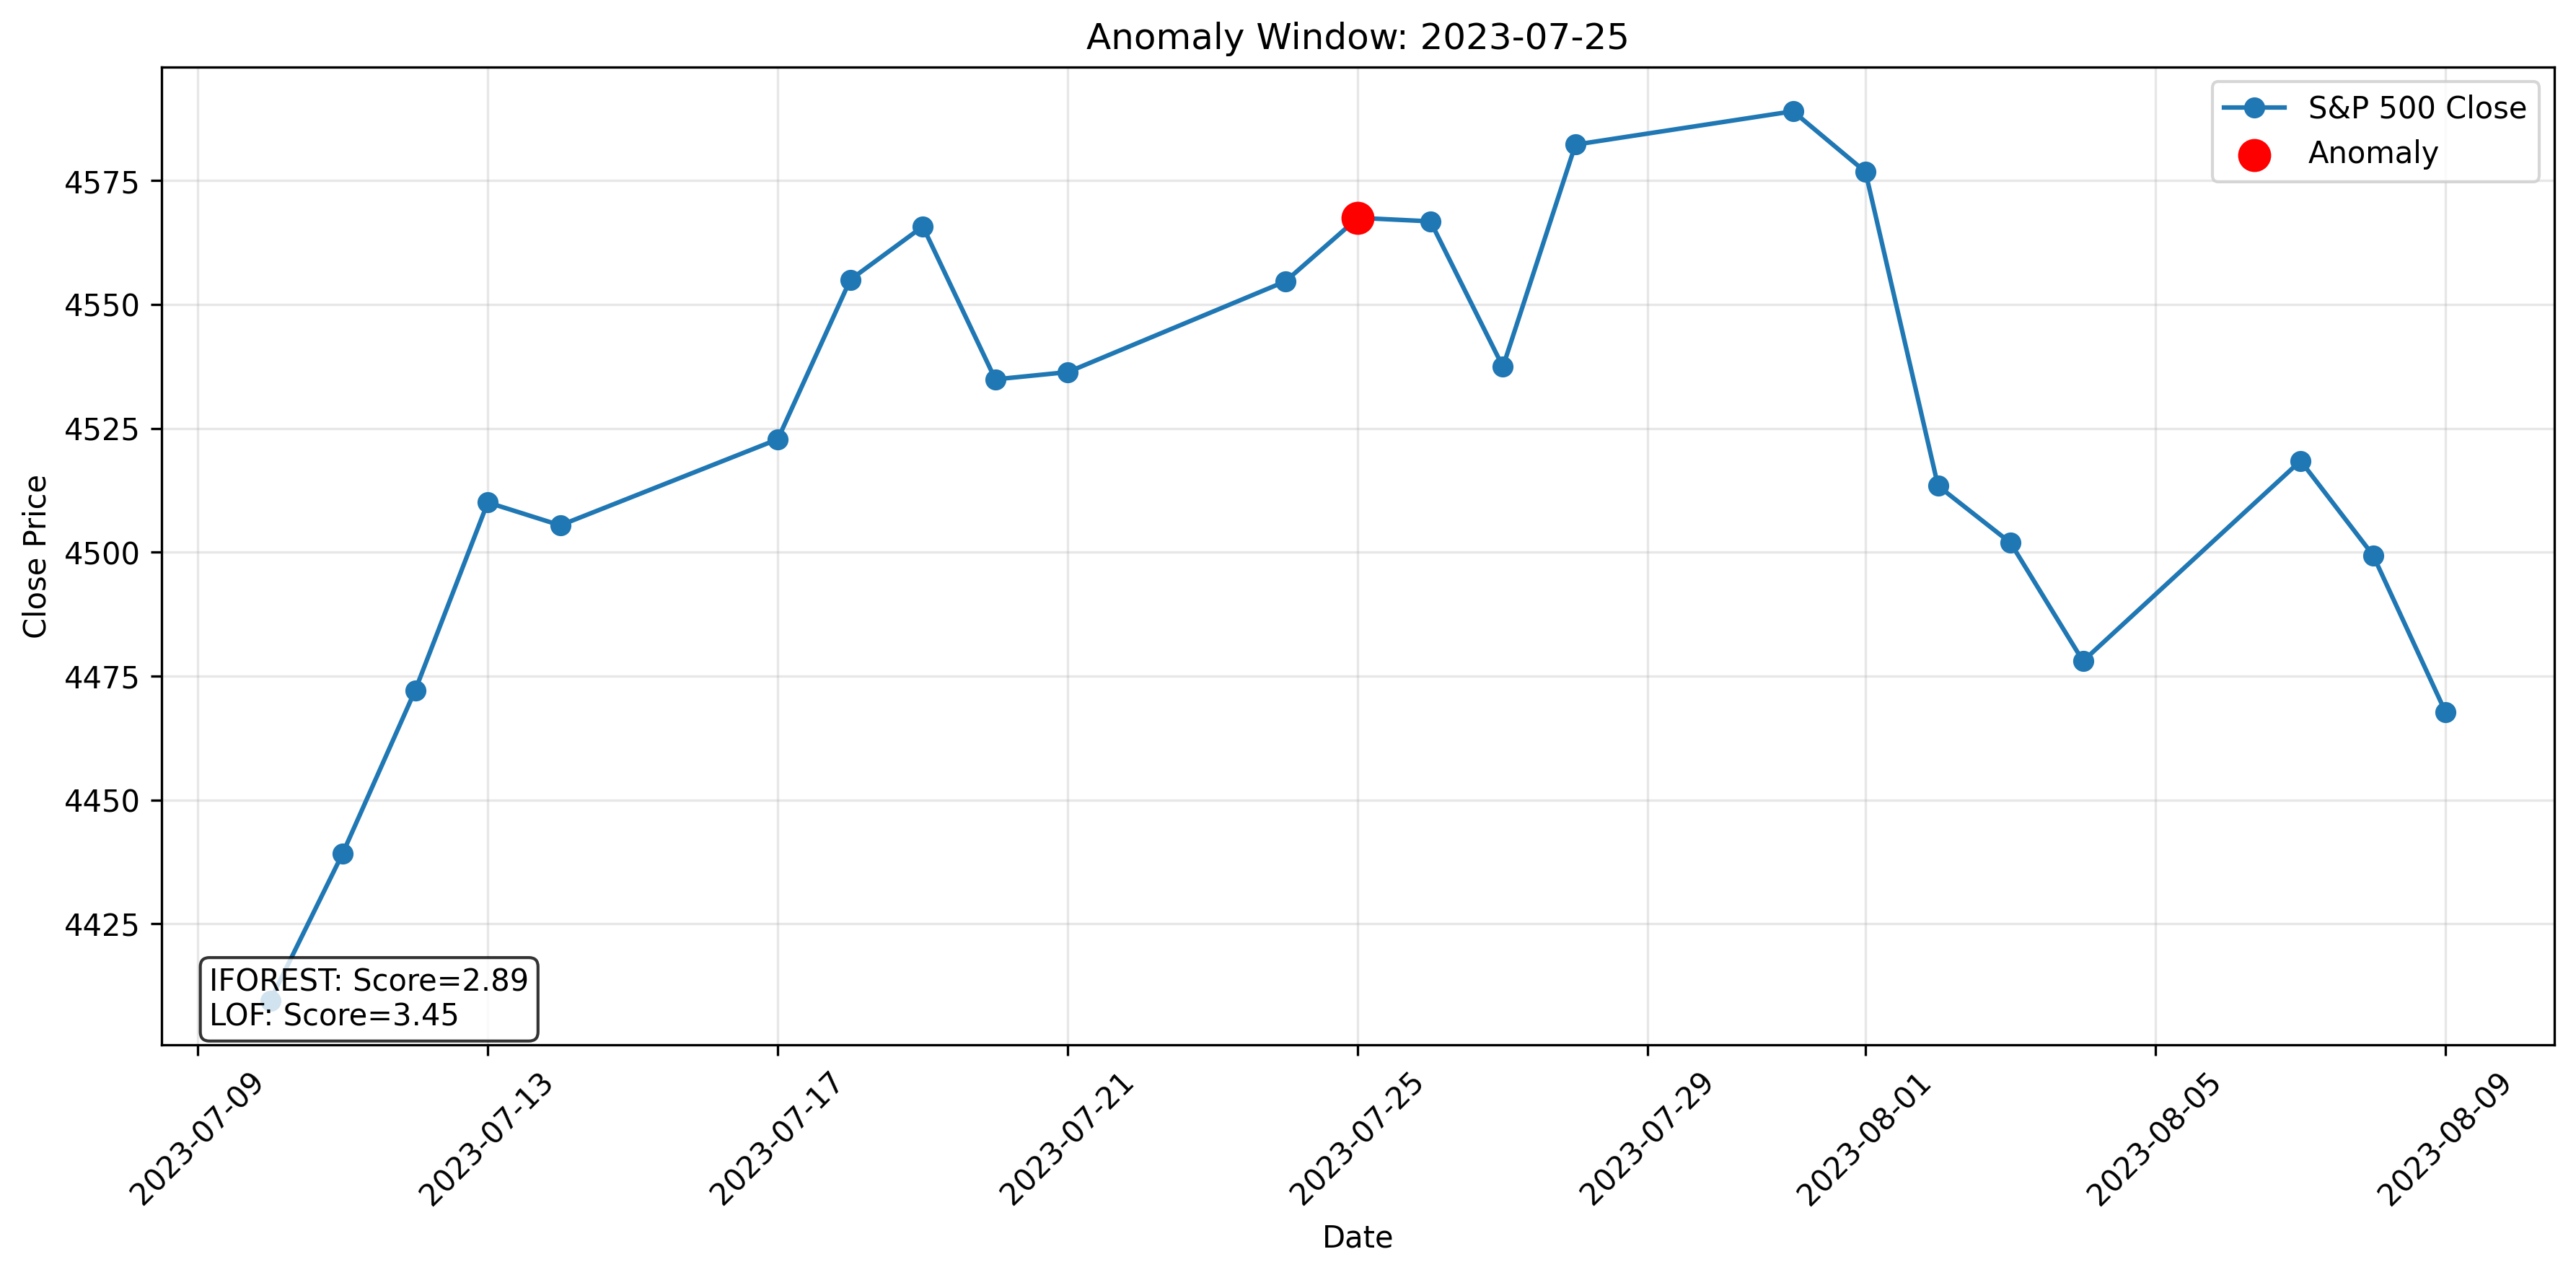 Anomaly Window: 2023-07-25
S&P 500 Close
Anomaly
Close Price
4575
4550
4525
4500
4475
4450
4425
IFOREST: Score=2.89
LOF: Score=3.45
2023-07-09
2023-07-13
2023-07-17
2023-07-21
2023-07-25
2023-07-29
2023-08-01
2023-08-05
2023-08-09
Date